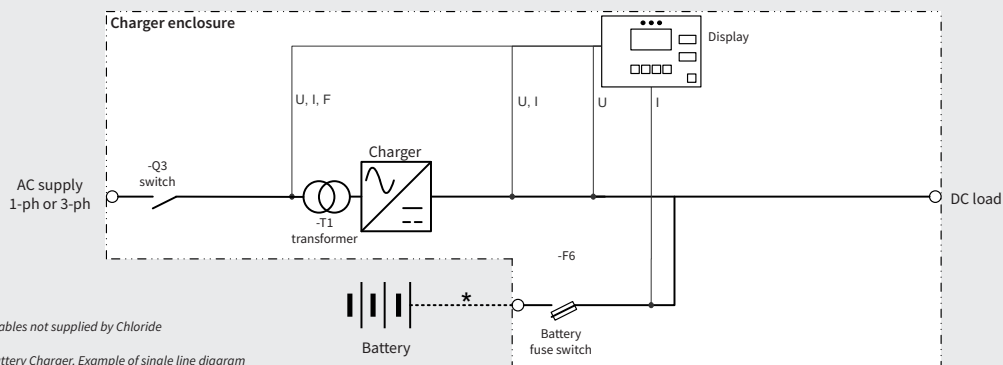 Charger enclosure
Display
U, I, F
U, I
U
I
-Q3
switch
Charger
AC supply
1-ph or 3-ph
DC load
-T1
transformer
-F6
*
ables not supplied by Chloride
Battery
Battery
fuse switch
ttery Charger. Example of single line diagram